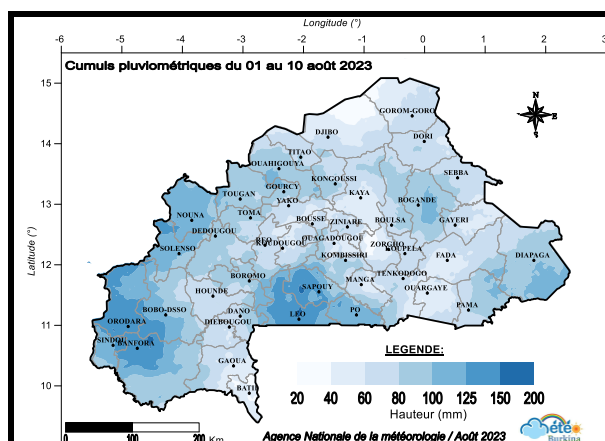 Longitude (°)
-6 -5 -4 -3 -2 -1 0 1 2 3
Cumuls pluviométriques du 01 au 10 août 2023
15
14
13
12
11
10
Latitude (°)
N
E
S
GOROM-GORO
DJIBO
DORI
TITAO
OUAHIGOUYA
KONGOUSSI
SEBBA
GOURCY
TOUGAN
YAKO
KAYA
BOGANDE
NOUNA
TOMA
BOUSSE
ZINIARE
BOULSA
GAYERI
DEDOUGOU
REO
KOUDOUGOU
OUAGADOUGOU
ZORGHO
KOUPELA
SOLENSO
KOMBISSIRI
FADA
DIAPAGA
BOROMO
MANGA
TENKODOGO
HOUNDE
SAPOUY
OUARGAYE
BOBO-DSSO
DANO
LEO
PO
PAMA
ORODARA
DIEBOUGOU
SINDOU
BANFORA
GAOUA
BATIE
LEGENDE:
20 40 60 80 100 125 150 200
Hauteur (mm)
0 100 200
Km
Agence Nationale de la météorologie / Août 2023
Météo
Burkina